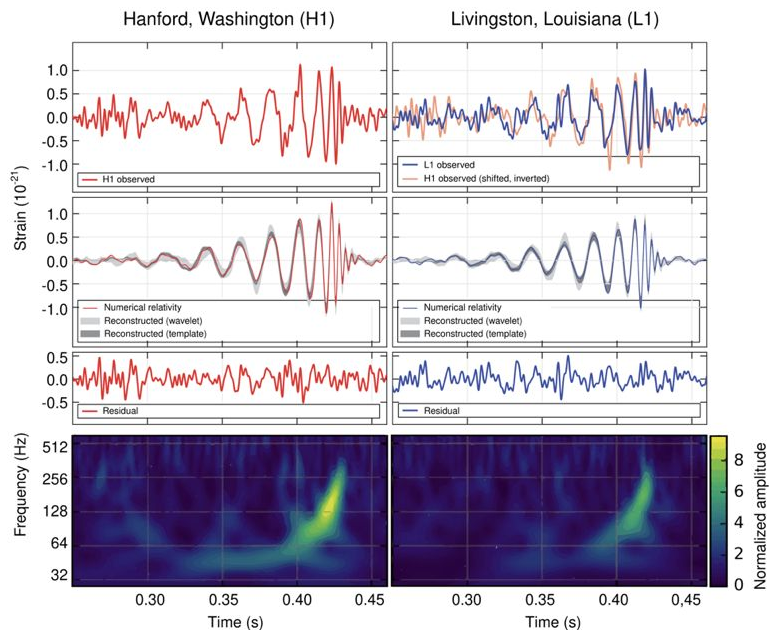 Hanford, Washington (H1)
Livingston, Louisiana (L1)
Strain (10⁻²¹)
1.0
0.5
0.0
-0.5
-1.0
H1 observed
L1 observed
H1 observed (shifted, inverted)
1.0
0.5
0.0
-0.5
-1.0
Numerical relativity
Reconstructed (wavelet)
Reconstructed (template)
Numerical relativity
Reconstructed (wavelet)
Reconstructed (template)
0.5
0.0
-0.5
Residual
Residual
Frequency (Hz)
512
256
128
64
32
0.30 0.35 0.40 0.45
Time (s)
0.30 0.35 0.40 0,45
Time (s)
8
6
4
2
0
Normalized amplitude